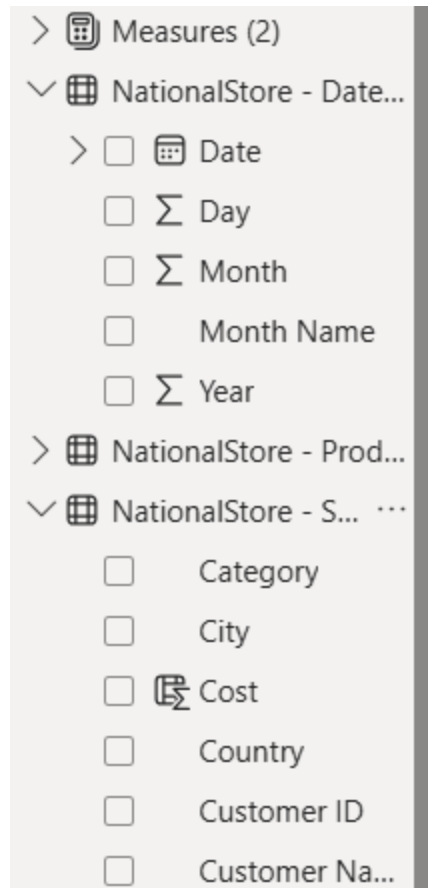 Measures (2)
NationalStore - Date...
Date
Day
Month
Month Name
Year
NationalStore - Prod...
NationalStore - S... ...
Category
City
Cost
Country
Customer ID
Customer Na...